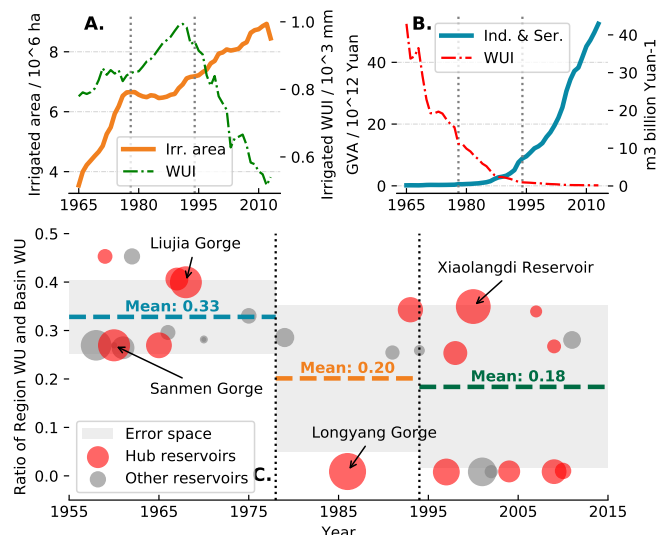 A.
Irrigated area / 10^6 ha
8
6
4
Irr. area
WUI
1965
1980
1995
2010
1.0
0.8
0.6
Irrigated WUI / 10^3 mm
B.
GVA / 10^12 Yuan
40
20
0
Ind. & Ser.
WUI
1965
1980
1995
2010
40
30
20
10
0
m3 billion Yuan-1
Ratio of Region WU and Basin WU
0.5
0.4
0.3
0.2
0.1
0.0
Liujia Gorge
Xiaolangdi Reservoir
Mean: 0.33
Mean: 0.20
Mean: 0.18
Sanmen Gorge
Longyang Gorge
Error space
Hub reservoirs
Other reservoirs
C.
1955
1965
1975
1985
1995
2005
2015
Year